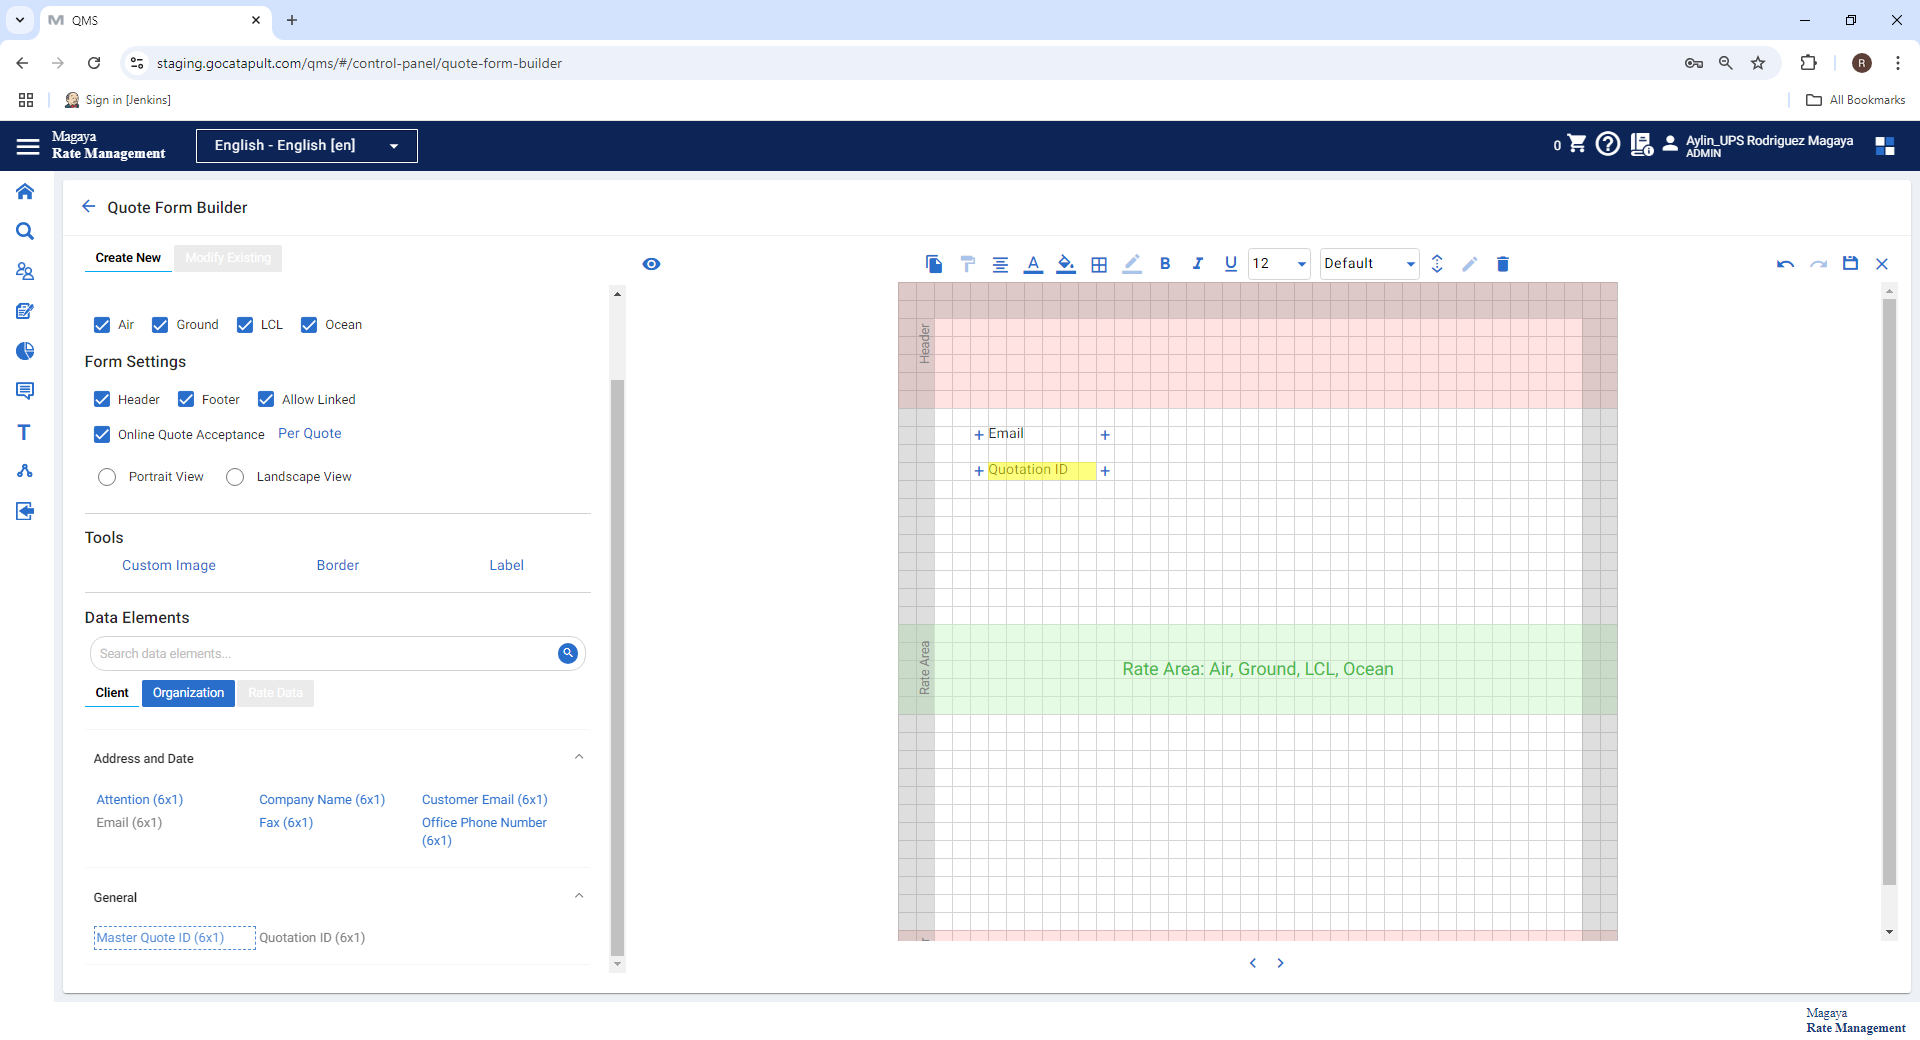 QMS
staging.gocatapult.com/qms/#/control-panel/quote-form-builder
R
Sign in [Jenkins]
All Bookmarks
Magaya
Rate Management
English - English [en]
0
Aylin_UPS Rodriguez Magaya
ADMIN
Quote Form Builder
Create New
Modify Existing
12
Default
Air
Ground
LCL
Ocean
Form Settings
Header
Footer
Allow Linked
Online Quote Acceptance
Per Quote
Portrait View
Landscape View
Tools
Custom Image
Border
Label
Data Elements
Search data elements...
Client
Organization
Rate Data
Address and Date
Attention (6x1)
Company Name (6x1)
Customer Email (6x1)
Email (6x1)
Fax (6x1)
Office Phone Number
(6x1)
General
Master Quote ID (6x1)
Quotation ID (6x1)
Header
Email
Quotation ID
Rate Area
Rate Area: Air, Ground, LCL, Ocean
Magaya
Rate Management